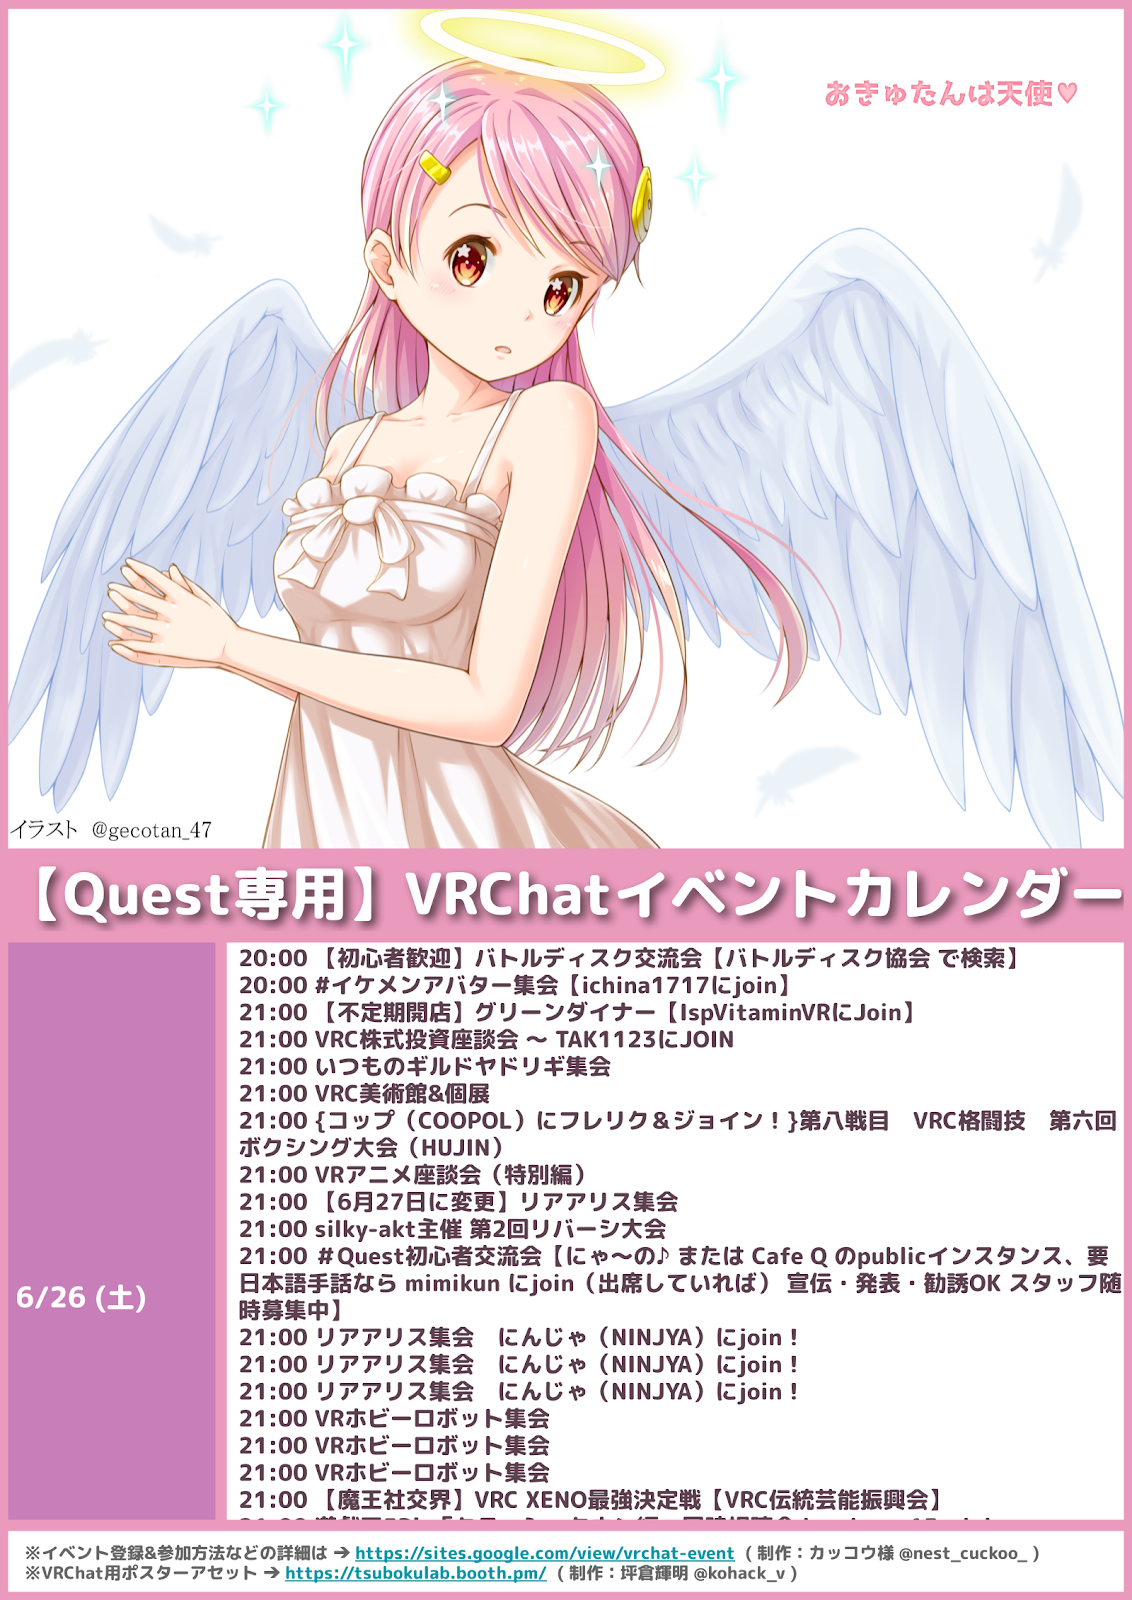 おきゅたんは天使♥
イラスト @gecotan_47
【Quest専用】VRChatイベントカレンダー
6/26 (土)
20:00 【初心者歓迎】バトルディスク交流会【バトルディスク協会 で検索】
20:00 #イケメンアバター集会【ichina1717にjoin】
21:00 【不定期開店】グリーンダイナー【IspVitaminVRにJoin】
21:00 VRC株式投資座談会 ～ TAK1123にJOIN
21:00 いつものギルドヤドリギ集会
21:00 VRC美術館&個展
21:00 {コップ（COOPOL）にフレリク＆ジョイン！}第八戦目　VRC格闘技　第六回
ボクシング大会（HUJIN）
21:00 VRアニメ座談会（特別編）
21:00 【6月27日に変更】リアアリス集会
21:00 silky-akt主催 第2回リバーシ大会
21:00 ＃Quest初心者交流会【にゃ～の♪ または Cafe Q のpublicインスタンス、要
日本語手話なら mimikun にjoin（出席していれば） 宣伝・発表・勧誘OK スタッフ随
時募集中】
21:00 リアアリス集会　にんじゃ（NINJYA）にjoin！
21:00 リアアリス集会　にんじゃ（NINJYA）にjoin！
21:00 リアアリス集会　にんじゃ（NINJYA）にjoin！
21:00 VRホビーロボット集会
21:00 VRホビーロボット集会
21:00 VRホビーロボット集会
21:00 【魔王社交界】VRC XENO最強決定戦【VRC伝統芸能振興会】
※イベント登録&参加方法などの詳細は ➔ https://sites.google.com/view/vrchat-event ( 制作：カッコウ様 @nest_cuckoo_ )
※VRChat用ポスターアセット ➔ https://tsubokulab.booth.pm/ ( 制作：坪倉輝明 @kohack_v )